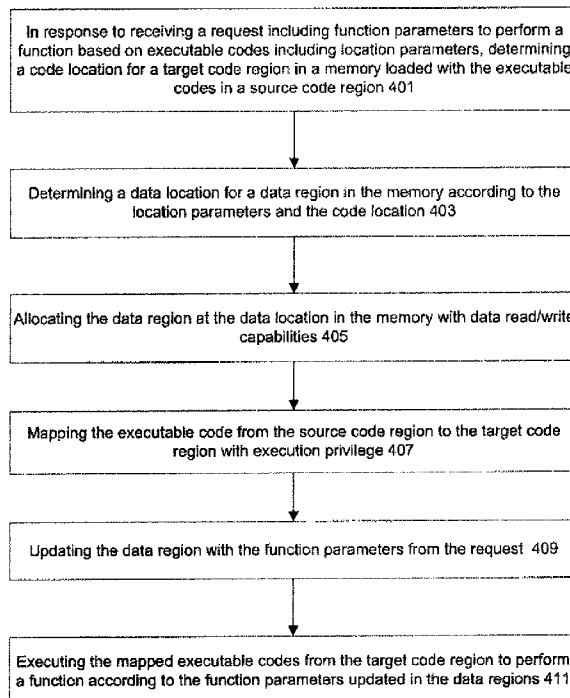 In response to receiving a request including function parameters to perform a
function based on executable codes including location parameters, determining
a code location for a target code region in a memory loaded with the executable
codes in a source code region 401
Determining a data location for a data region in the memory according to the
location parameters and the code location 403
Allocating the data region at the data location in the memory with data read/write
capabilities 405
Mapping the executable code from the source code region to the target code
region with execution privilege 407
Updating the data region with the function parameters from the request 409
Executing the mapped executable codes from the target code region to perform
a function according to the function parameters updated in the data regions 411